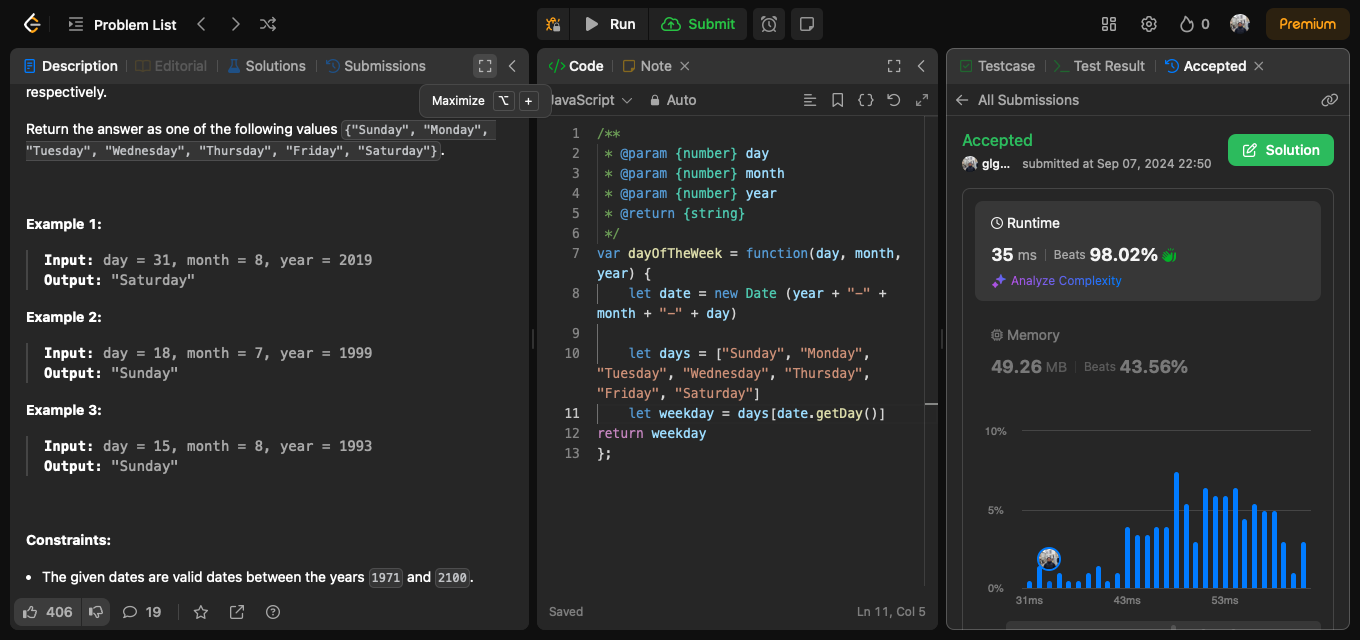 Problem List
Run
Submit
0
Premium
Description
Editorial
Solutions
Submissions
Maximize ⌥ +
respectively.
Return the answer as one of the following values {"Sunday", "Monday",
"Tuesday", "Wednesday", "Thursday", "Friday", "Saturday"}.
Example 1:
Input: day = 31, month = 8, year = 2019
Output: "Saturday"
Example 2:
Input: day = 18, month = 7, year = 1999
Output: "Sunday"
Example 3:
Input: day = 15, month = 8, year = 1993
Output: "Sunday"
Constraints:
• The given dates are valid dates between the years 1971 and 2100.
406
19
</> Code
Note
JavaScript
Auto
1 /**
2 * @param {number} day
3 * @param {number} month
4 * @param {number} year
5 * @return {string}
6 */
7 var dayOfTheWeek = function(day, month,
year) {
8 let date = new Date (year + "-" +
month + "-" + day)
9
10 let days = ["Sunday", "Monday",
"Tuesday", "Wednesday", "Thursday",
"Friday", "Saturday"]
11 let weekday = days[date.getDay()]
12 return weekday
13 };
Saved
Ln 11, Col 5
Testcase
Test Result
Accepted
All Submissions
Accepted
glg... submitted at Sep 07, 2024 22:50
Solution
Runtime
35 ms | Beats 98.02%
Analyze Complexity
Memory
49.26 MB | Beats 43.56%
10%
5%
0%
31ms
43ms
53ms